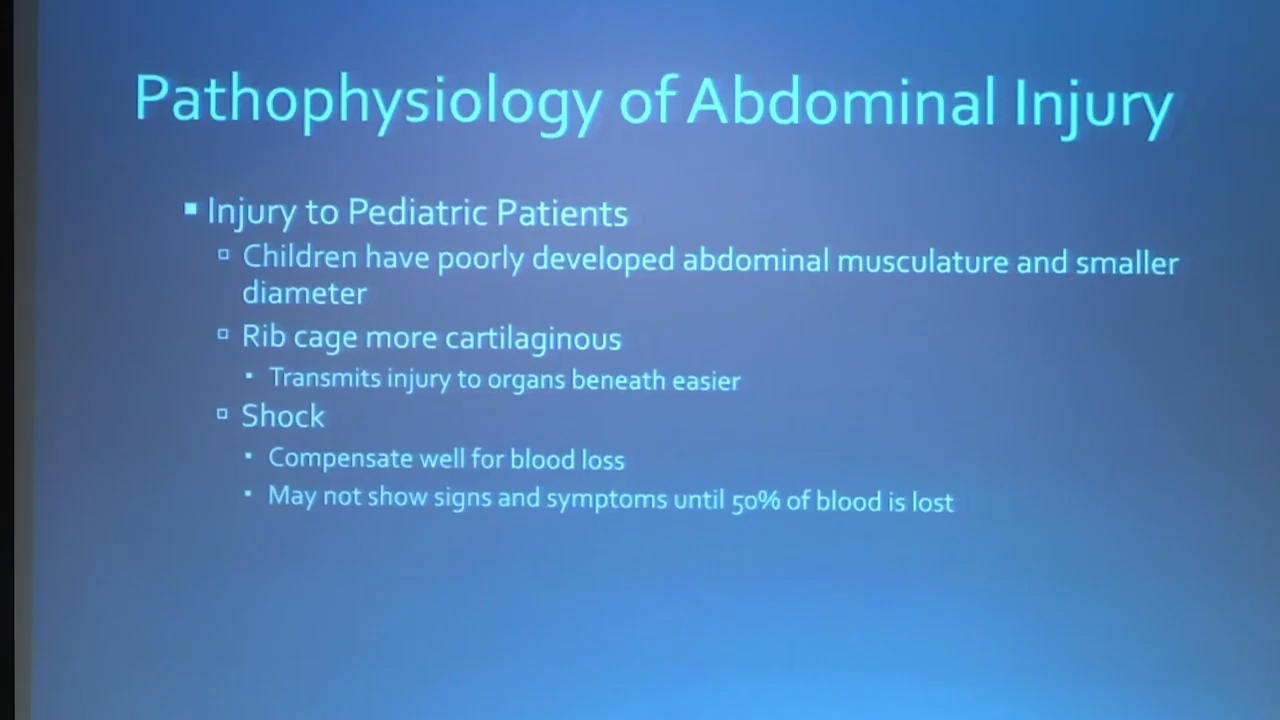 Pathophysiology of Abdominal Injury
▪ Injury to Pediatric Patients
▫ Children have poorly developed abdominal musculature and smaller
diameter
▫ Rib cage more cartilaginous
▪ Transmits injury to organs beneath easier
▫ Shock
▪ Compensate well for blood loss
▪ May not show signs and symptoms until 50% of blood is lost